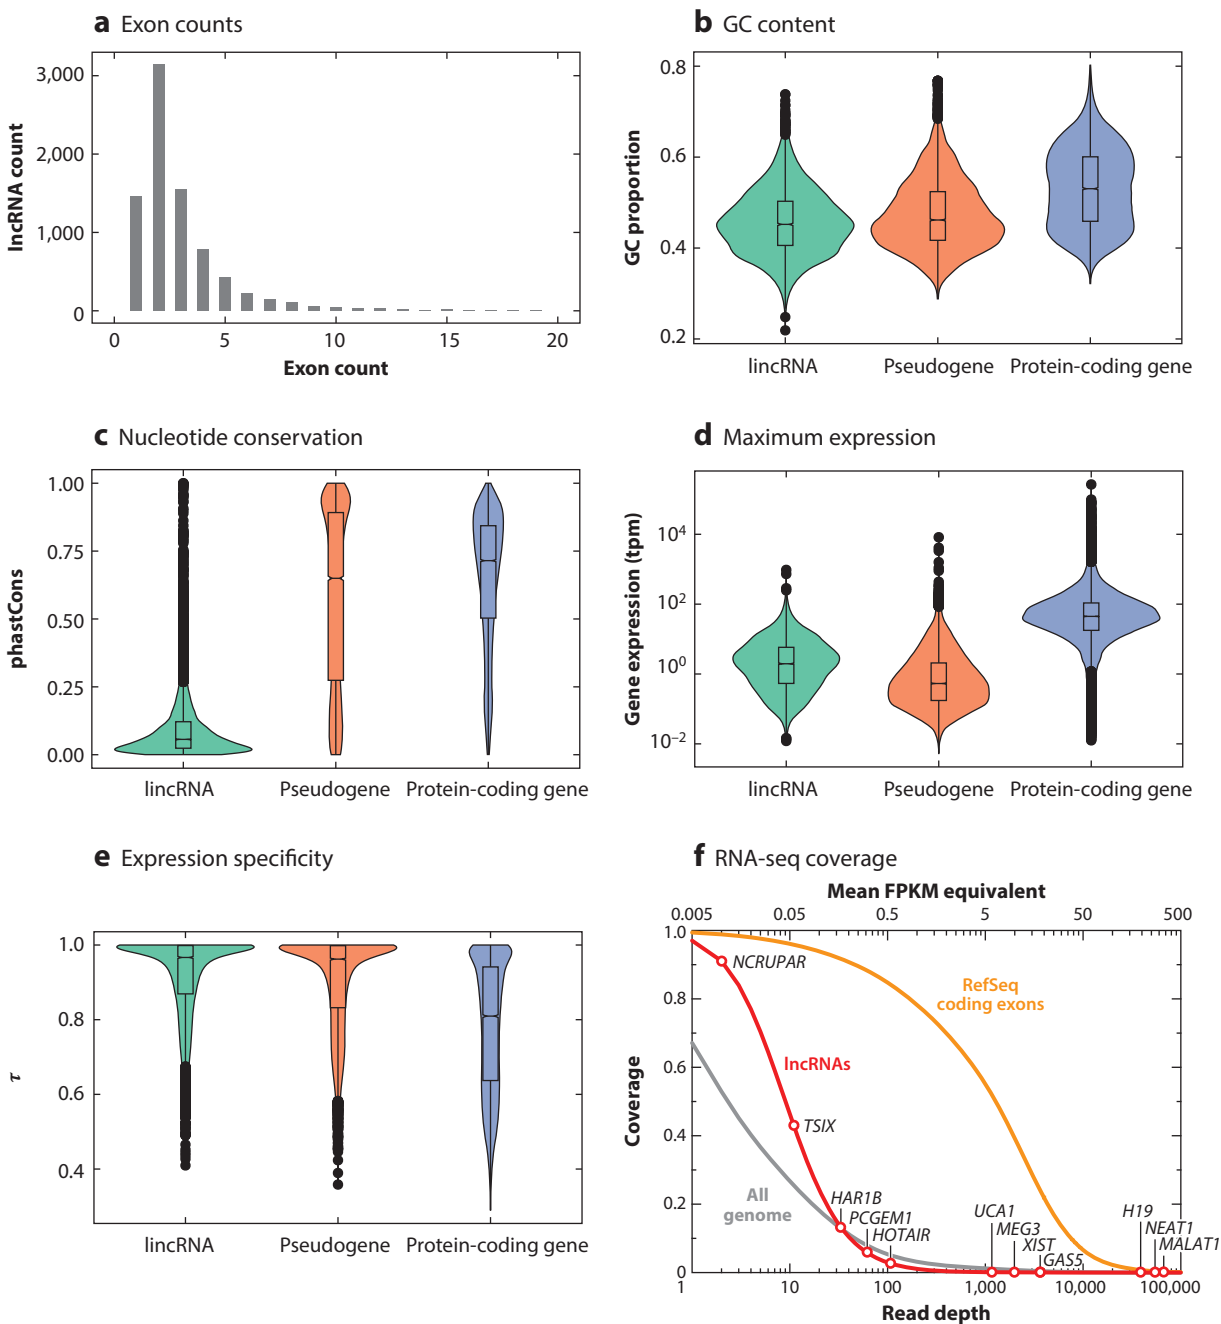 a Exon counts
3,000
2,000
1,000
0
lncRNA count
0 5 10 15 20
Exon count
b GC content
0.8
0.6
0.4
0.2
GC proportion
lincRNA Pseudogene Protein-coding gene
c Nucleotide conservation
1.00
0.75
0.50
0.25
0.00
phastCons
lincRNA Pseudogene Protein-coding gene
d Maximum expression
10⁴
10²
10⁰
10⁻²
Gene expression (tpm)
lincRNA Pseudogene Protein-coding gene
e Expression specificity
1.0
0.8
0.6
0.4
τ
lincRNA Pseudogene Protein-coding gene
f RNA-seq coverage
Mean FPKM equivalent
0.005 0.05 0.5 5 50 500
1.0
0.8
0.6
0.4
0.2
0
Coverage
NCRUPAR
RefSeq
coding exons
lncRNAs
TSIX
All
genome
HAR1B
PCGEM1
HOTAIR
UCA1
MEG3
XIST
GAS5
H19
NEAT1
MALAT1
1 10 100 1,000 10,000 100,000
Read depth